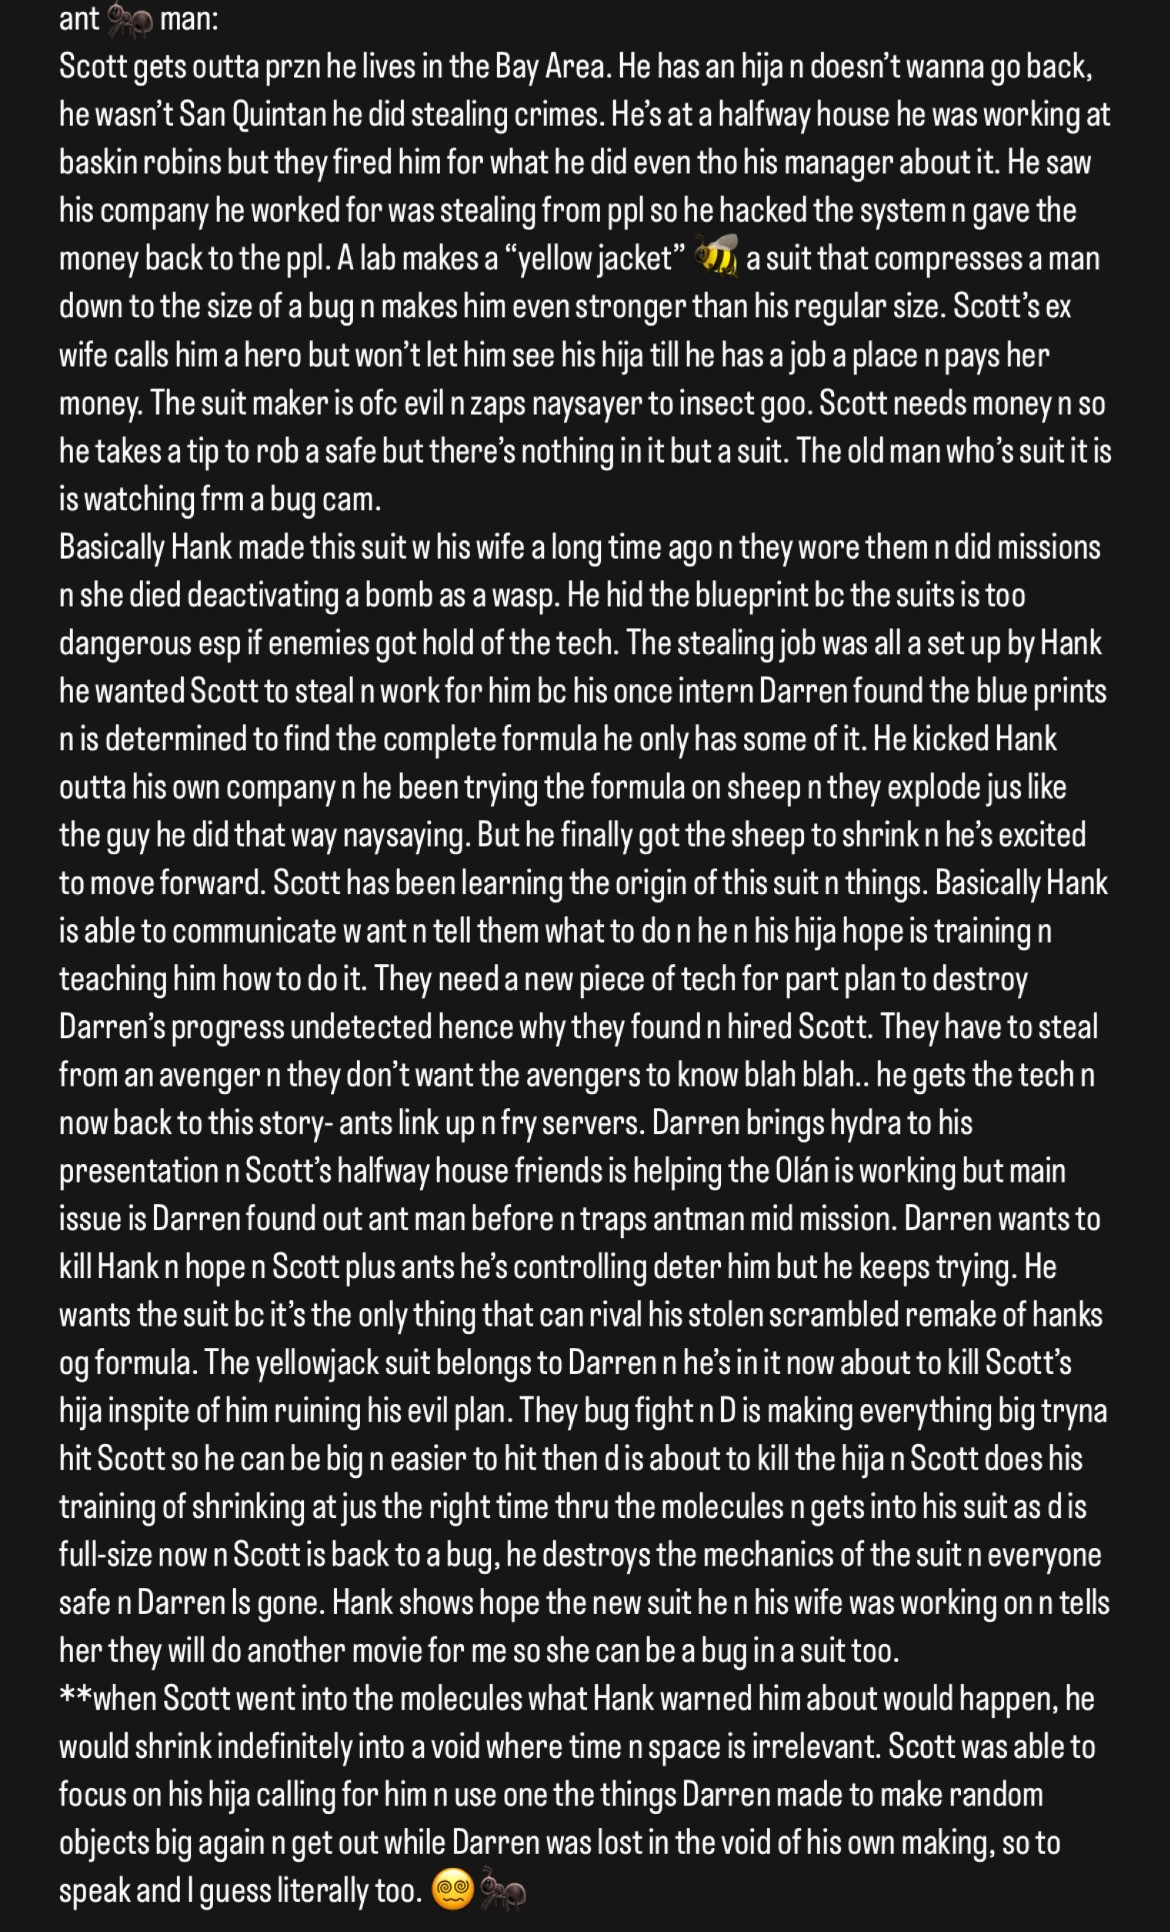 ant 🐜 man:
Scott gets outta przn he lives in the Bay Area. He has an hija n doesn’t wanna go back,
he wasn’t San Quintan he did stealing crimes. He’s at a halfway house he was working at
baskin robins but they fired him for what he did even tho his manager about it. He saw
his company he worked for was stealing from ppl so he hacked the system n gave the
money back to the ppl. A lab makes a “yellow jacket” 🐝 a suit that compresses a man
down to the size of a bug n makes him even stronger than his regular size. Scott’s ex
wife calls him a hero but won’t let him see his hija till he has a job a place n pays her
money. The suit maker is ofc evil n zaps naysayer to insect goo. Scott needs money n so
he takes a tip to rob a safe but there’s nothing in it but a suit. The old man who’s suit it is
is watching frm a bug cam.
Basically Hank made this suit w his wife a long time ago n they wore them n did missions
n she died deactivating a bomb as a wasp. He hid the blueprint bc the suits is too
dangerous esp if enemies got hold of the tech. The stealing job was all a set up by Hank
he wanted Scott to steal n work for him bc his once intern Darren found the blue prints
n is determined to find the complete formula he only has some of it. He kicked Hank
outta his own company n he been trying the formula on sheep n they explode jus like
the guy he did that way naysaying. But he finally got the sheep to shrink n he’s excited
to move forward. Scott has been learning the origin of this suit n things. Basically Hank
is able to communicate w ant n tell them what to do n he n his hija hope is training n
teaching him how to do it. They need a new piece of tech for part plan to destroy
Darren’s progress undetected hence why they found n hired Scott. They have to steal
from an avenger n they don’t want the avengers to know blah blah.. he gets the tech n
now back to this story- ants link up n fry servers. Darren brings hydra to his
presentation n Scott’s halfway house friends is helping the Olán is working but main
issue is Darren found out ant man before n traps antman mid mission. Darren wants to
kill Hank n hope n Scott plus ants he’s controlling deter him but he keeps trying. He
wants the suit bc it’s the only thing that can rival his stolen scrambled remake of hanks
og formula. The yellowjack suit belongs to Darren n he’s in it now about to kill Scott’s
hija inspite of him ruining his evil plan. They bug fight n D is making everything big tryna
hit Scott so he can be big n easier to hit then d is about to kill the hija n Scott does his
training of shrinking at jus the right time thru the molecules n gets into his suit as d is
full-size now n Scott is back to a bug, he destroys the mechanics of the suit n everyone
safe n Darren Is gone. Hank shows hope the new suit he n his wife was working on n tells
her they will do another movie for me so she can be a bug in a suit too.
**when Scott went into the molecules what Hank warned him about would happen, he
would shrink indefinitely into a void where time n space is irrelevant. Scott was able to
focus on his hija calling for him n use one the things Darren made to make random
objects big again n get out while Darren was lost in the void of his own making, so to
speak and I guess literally too. 😵‍💫🐜